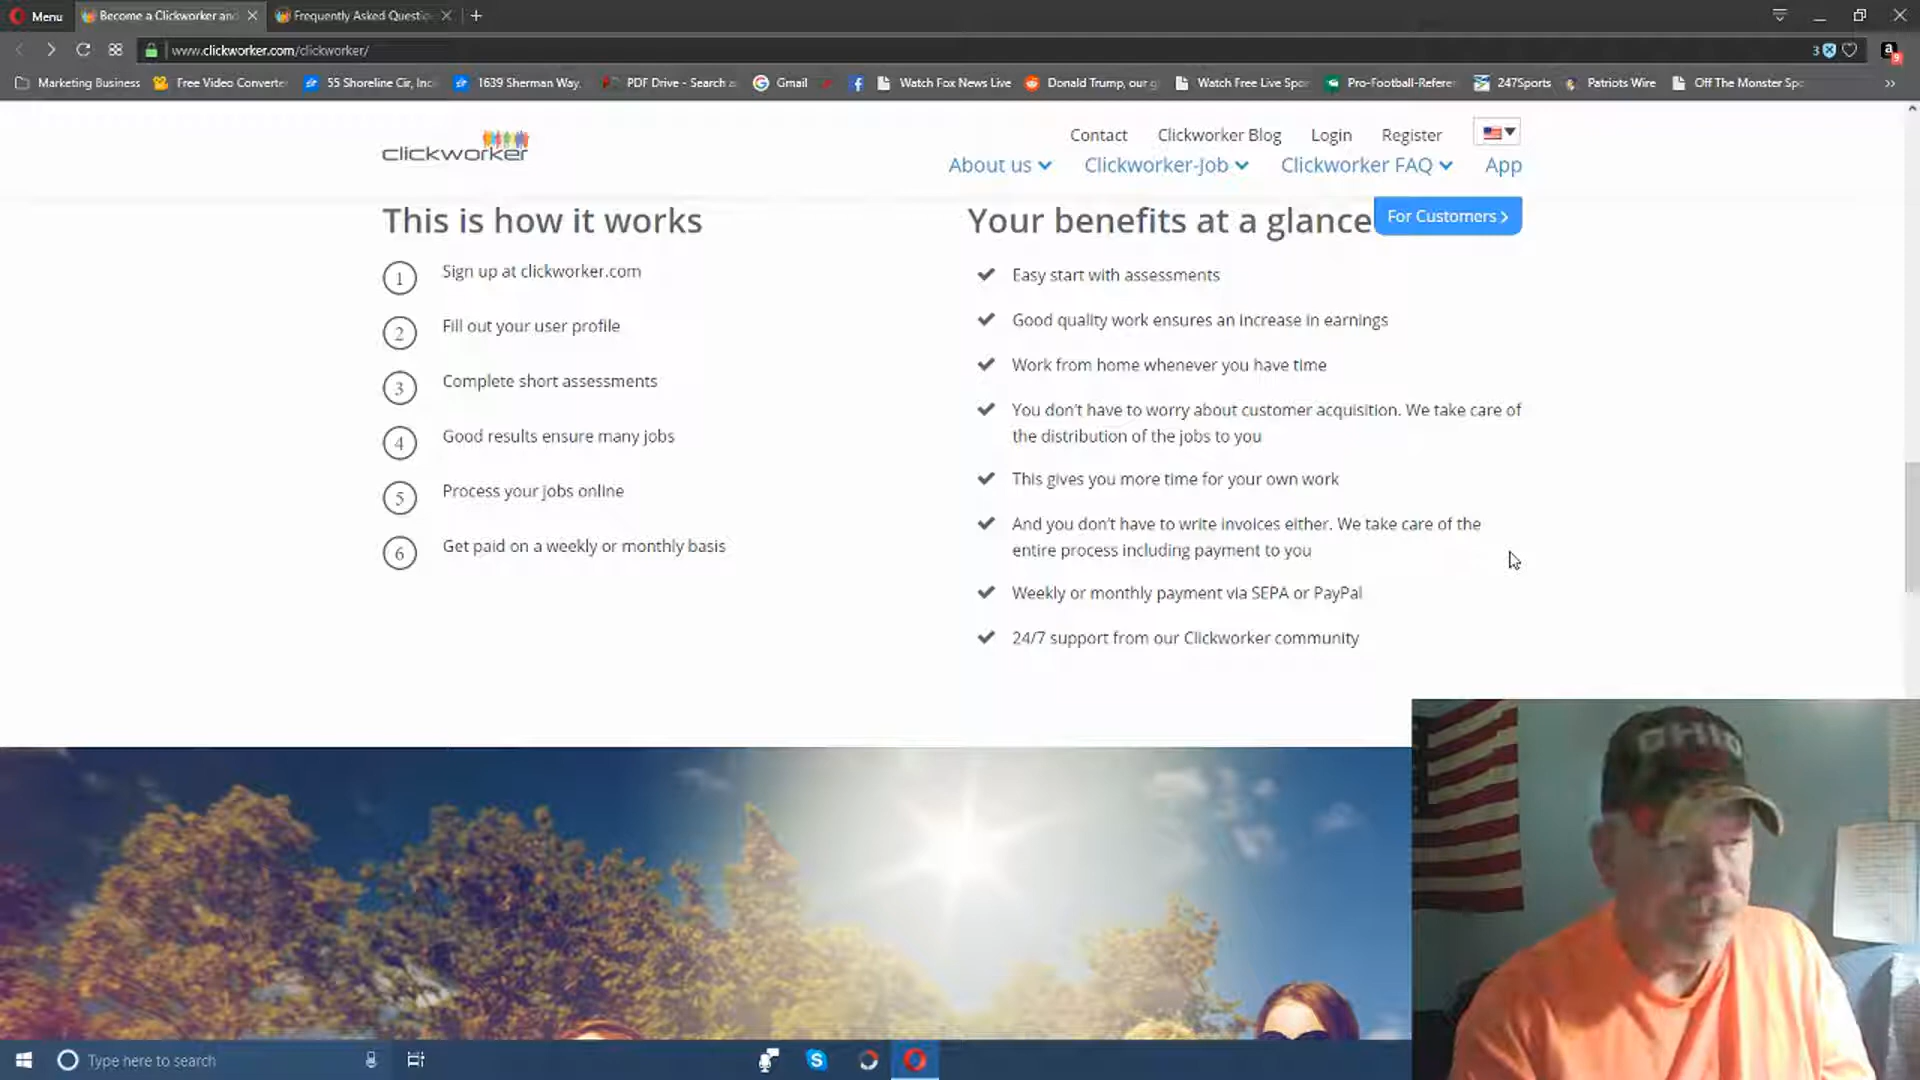 Menu
Become a Clickworker and
Frequently Asked Questi
www.clickworker.com/clickworker/
3
9
Marketing Business
Free Video Converte
55 Shoreline Cir, Inc
1639 Sherman Way,
PDF Drive - Search a
Gmail
Watch Fox News Live
Donald Trump, our g
Watch Free Live Spo
Pro-Football-Refere
247Sports
Patriots Wire
Off The Monster Spo
clickworker
Contact
Clickworker Blog
Login
Register
About us
Clickworker-Job
Clickworker FAQ
App
For Customers
This is how it works
1 Sign up at clickworker.com
2 Fill out your user profile
3 Complete short assessments
4 Good results ensure many jobs
5 Process your jobs online
6 Get paid on a weekly or monthly basis
Your benefits at a glance
Easy start with assessments
Good quality work ensures an increase in earnings
Work from home whenever you have time
You don't have to worry about customer acquisition. We take care of
the distribution of the jobs to you
This gives you more time for your own work
And you don't have to write invoices either. We take care of the
entire process including payment to you
Weekly or monthly payment via SEPA or PayPal
24/7 support from our Clickworker community
OHIO
Type here to search